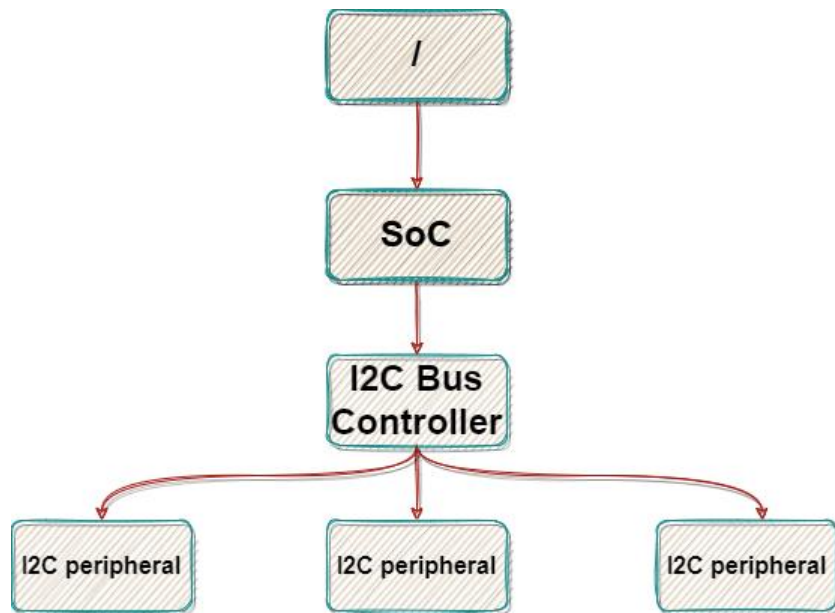 /
SoC
I2C Bus
Controller
I2C peripheral
I2C peripheral
I2C peripheral